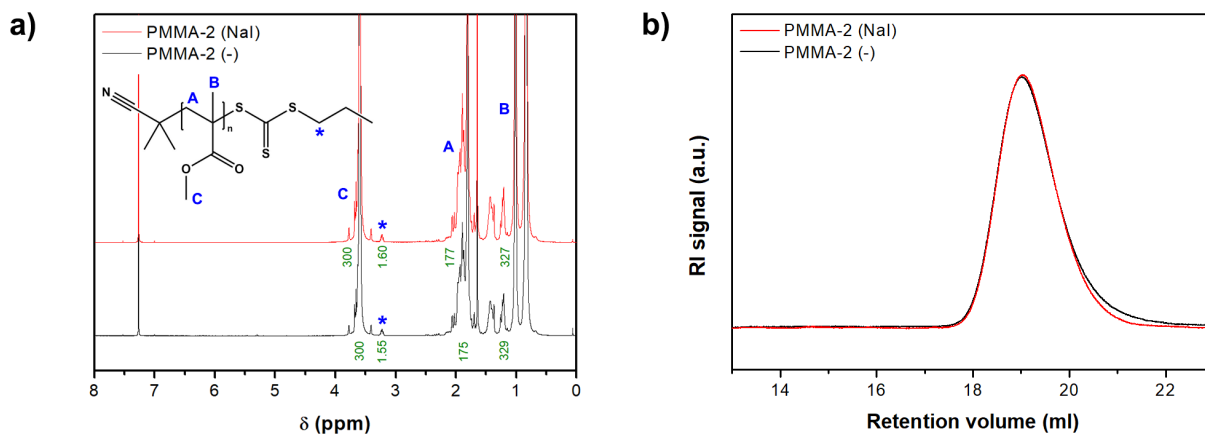 a)
PMMA-2 (NaI)
PMMA-2 (-)
N
A
B
n
S
S
S
*
O
O
C
C
*
A
B
300
1.60
177
327
*
300
1.55
175
329
8 7 6 5 4 3 2 1 0
δ (ppm)
b)
PMMA-2 (NaI)
PMMA-2 (-)
RI signal (a.u.)
14 16 18 20 22
Retention volume (ml)